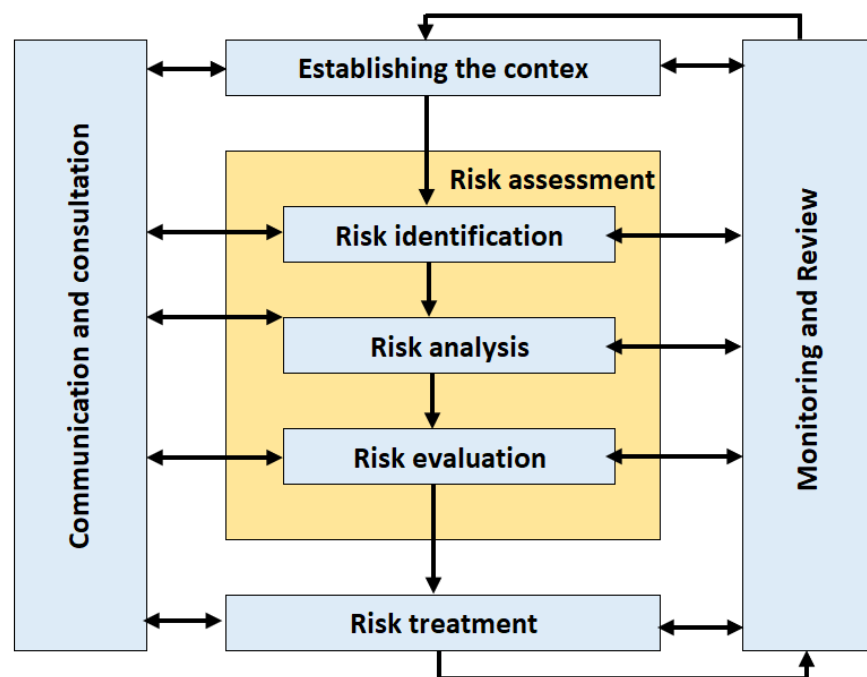 Establishing the contex
Communication and consultation
Risk assessment
Risk identification
Risk analysis
Risk evaluation
Risk treatment
Monitoring and Review